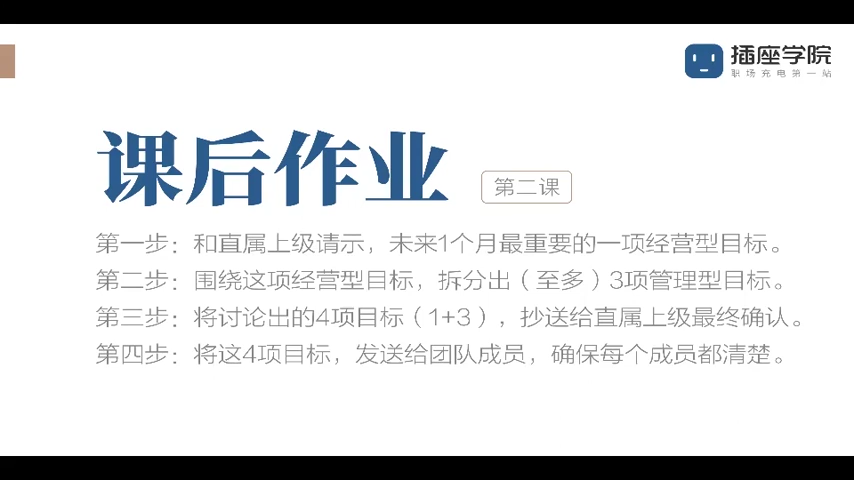 插座学院
职场充电第一站
课后作业
第二课
第一步：和直属上级请示，未来1个月最重要的一项经营型目标。
第二步：围绕这项经营型目标，拆分出（至多）3项管理型目标。
第三步：将讨论出的4项目标（1+3），抄送给直属上级最终确认。
第四步：将这4项目标，发送给团队成员，确保每个成员都清楚。